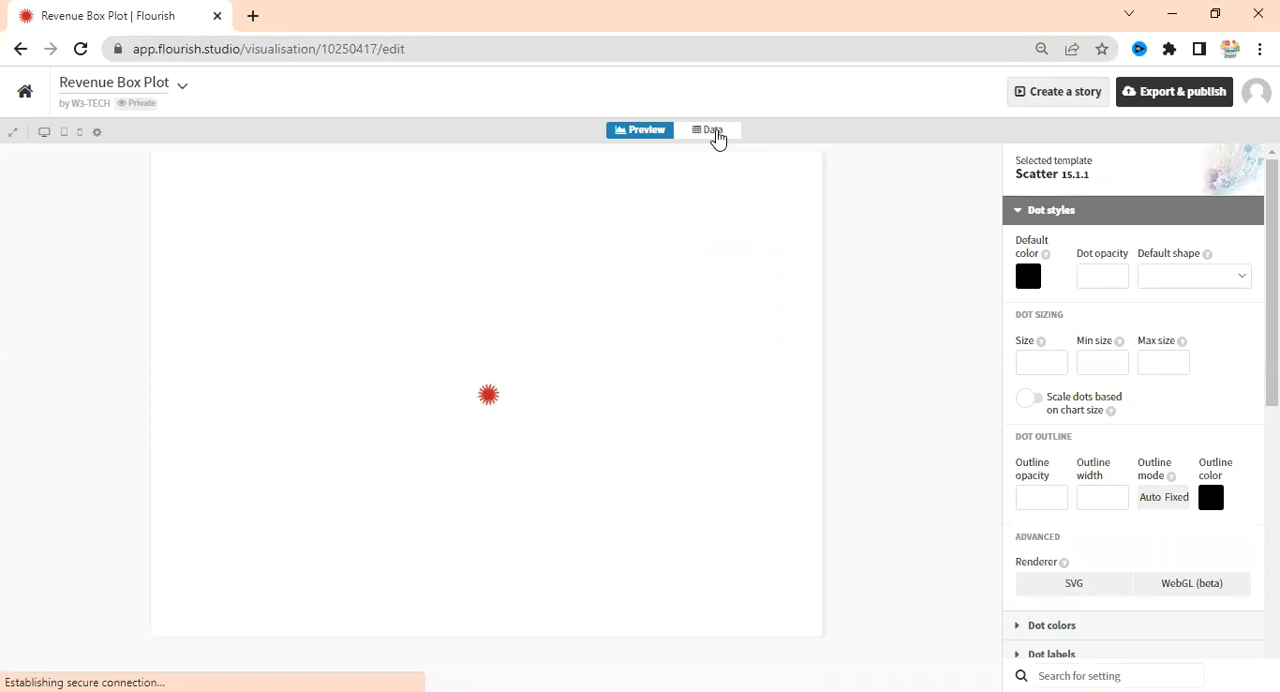 Revenue Box Plot | Flourish
app.flourish.studio/visualisation/10250417/edit
Revenue Box Plot
by W3-TECH Private
Create a story
Export & publish
Preview
Data
Selected template
Scatter 15.1.1
Dot styles
Default color
Dot opacity
Default shape
DOT SIZING
Size
Min size
Max size
Scale dots based
on chart size
DOT OUTLINE
Outline opacity
Outline width
Outline mode
Outline color
Auto Fixed
ADVANCED
Renderer
SVG
WebGL (beta)
Dot colors
Dot labels
Search for setting
Establishing secure connection...